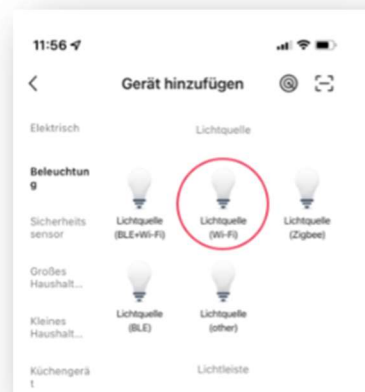 11:56
Gerät hinzufügen
Elektrisch
Lichtquelle
Beleuchtun
g
Lichtquelle
(BLE+Wi-Fi)
Lichtquelle
(Wi-Fi)
Lichtquelle
(Zigbee)
Sicherheits
sensor
Großes
Haushalt...
Lichtquelle
(BLE)
Lichtquelle
(other)
Kleines
Haushalt...
Küchengerä
t
Lichtleiste